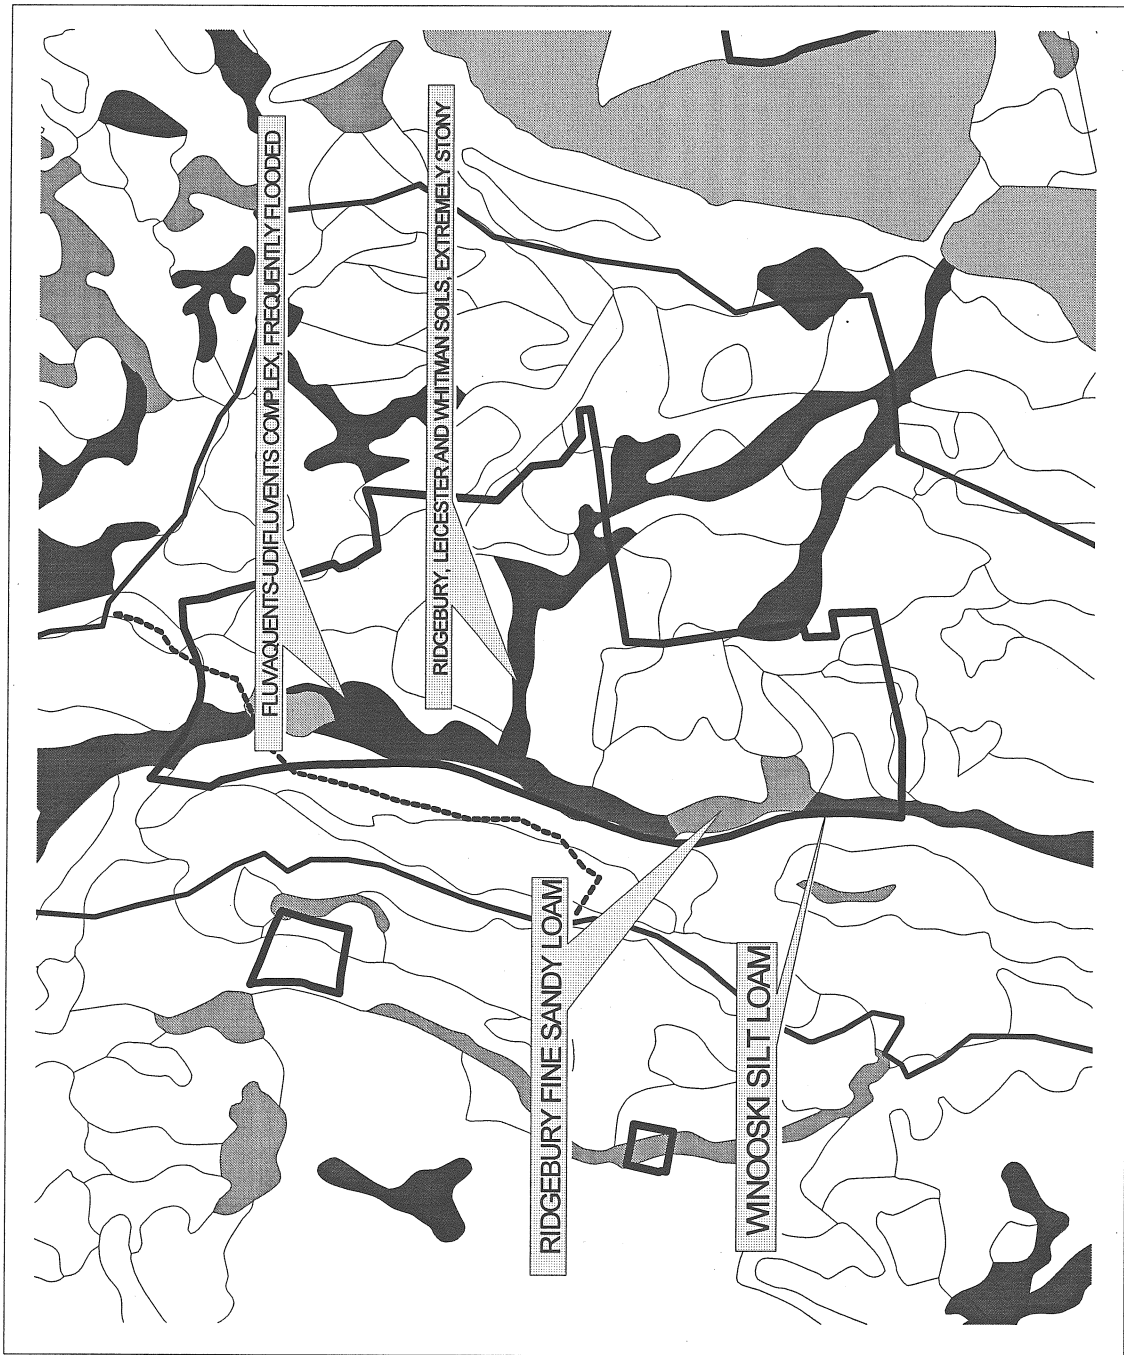 FLUVAQUENTS-UDIFLUVENTS COMPLEX, FREQUENTLY FLOODED
RIDGEBURY, LEICESTER AND WHITMAN SOILS, EXTREMELY STONY
RIDGEBURY FINE SANDY LOAM
WINOOSKI SILT LOAM